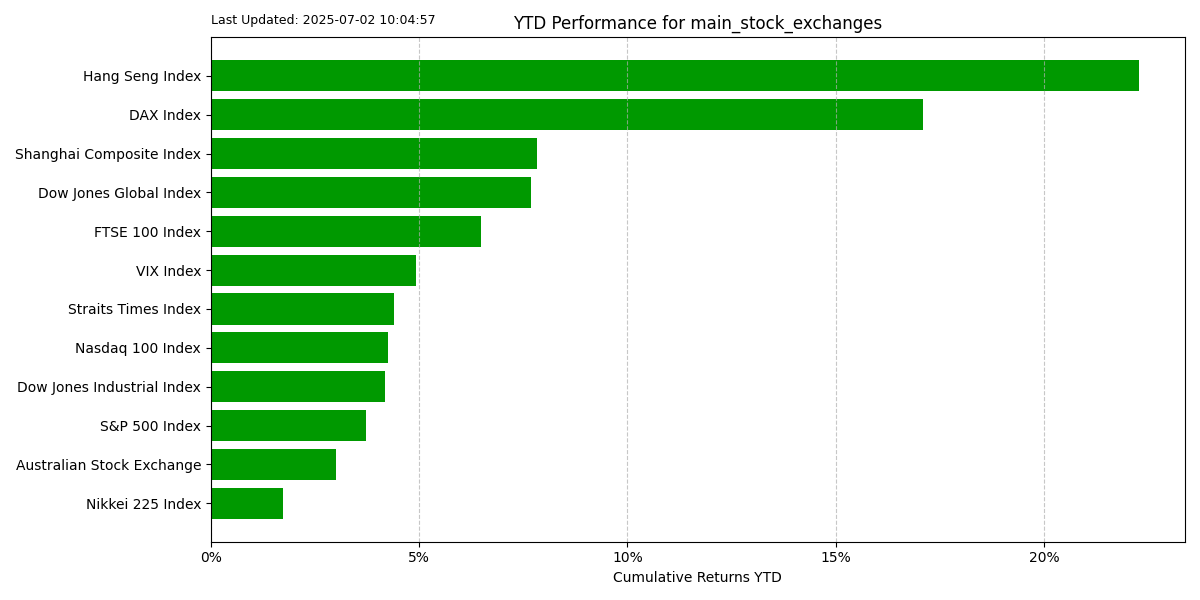 Last Updated: 2025-07-02 10:04:57
YTD Performance for main_stock_exchanges
Hang Seng Index
DAX Index
Shanghai Composite Index
Dow Jones Global Index
FTSE 100 Index
VIX Index
Straits Times Index
Nasdaq 100 Index
Dow Jones Industrial Index
S&P 500 Index
Australian Stock Exchange
Nikkei 225 Index
0% 5% 10% 15% 20%
Cumulative Returns YTD